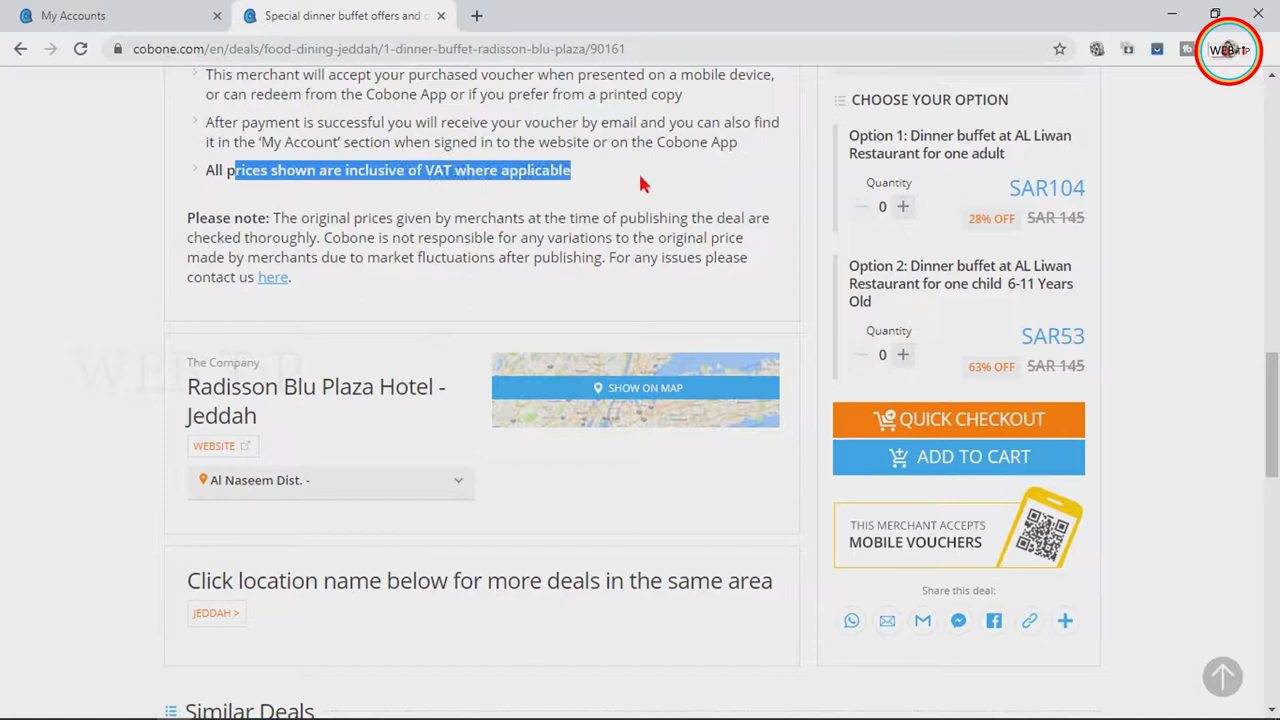 My Accounts
Special dinner buffet offers and
cobone.com/en/deals/food-dining-jeddah/1-dinner-buffet-radisson-blu-plaza/90161
WEBTIP
This merchant will accept your purchased voucher when presented on a mobile device,
or can redeem from the Cobone App or if you prefer from a printed copy
After payment is successful you will receive your voucher by email and you can also find
it in the ‘My Account’ section when signed in to the website or on the Cobone App
All prices shown are inclusive of VAT where applicable
Please note: The original prices given by merchants at the time of publishing the deal are
checked thoroughly. Cobone is not responsible for any variations to the original price
made by merchants due to market fluctuations after publishing. For any issues please
contact us here.
The Company
Radisson Blu Plaza Hotel -
Jeddah
WEBSITE
Al Naseem Dist. -
SHOW ON MAP
Click location name below for more deals in the same area
JEDDAH >
Similar Deals
CHOOSE YOUR OPTION
Option 1: Dinner buffet at AL Liwan
Restaurant for one adult
Quantity
SAR104
0
28% OFF SAR 145
Option 2: Dinner buffet at AL Liwan
Restaurant for one child 6-11 Years
Old
Quantity
SAR53
0
63% OFF SAR 145
QUICK CHECKOUT
ADD TO CART
THIS MERCHANT ACCEPTS
MOBILE VOUCHERS
Share this deal: